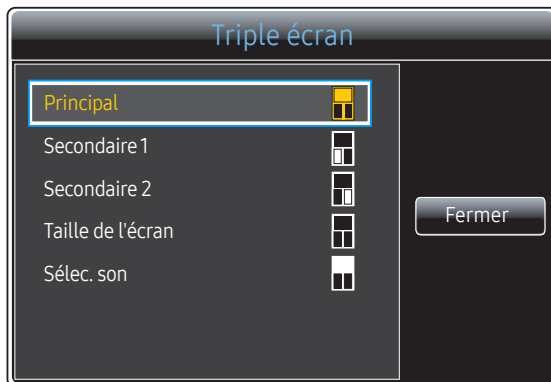 Triple écran
Principal
Secondaire 1
Secondaire 2
Taille de l'écran
Sélec. son
Fermer